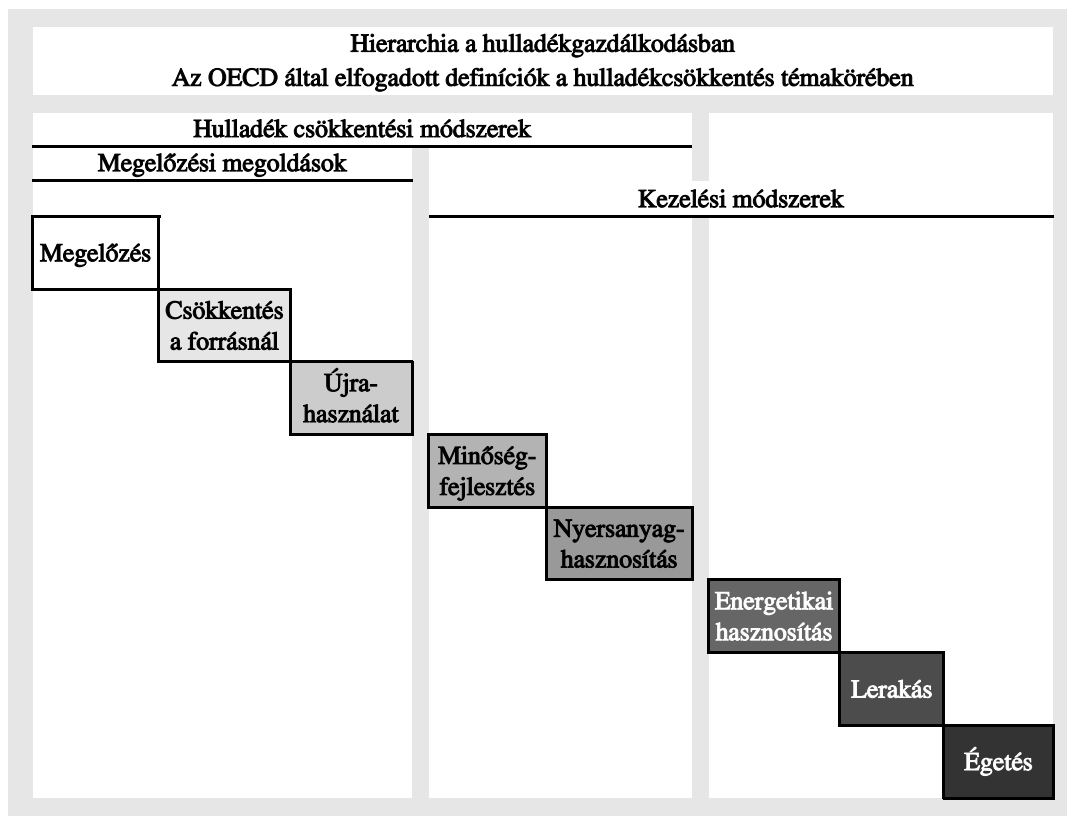 Hierarchia a hulladékgazdálkodásban
Az OECD által elfogadott definíciók a hulladékcsökkentés témakörében
Hulladék csökkentési módszerek
Megelőzési megoldások
Kezelési módszerek
Megelőzés
Csökkentés
a forrásnál
Újra-
használat
Minőség-
fejlesztés
Nyersanyag-
hasznosítás
Energetikai
hasznosítás
Lerakás
Égetés